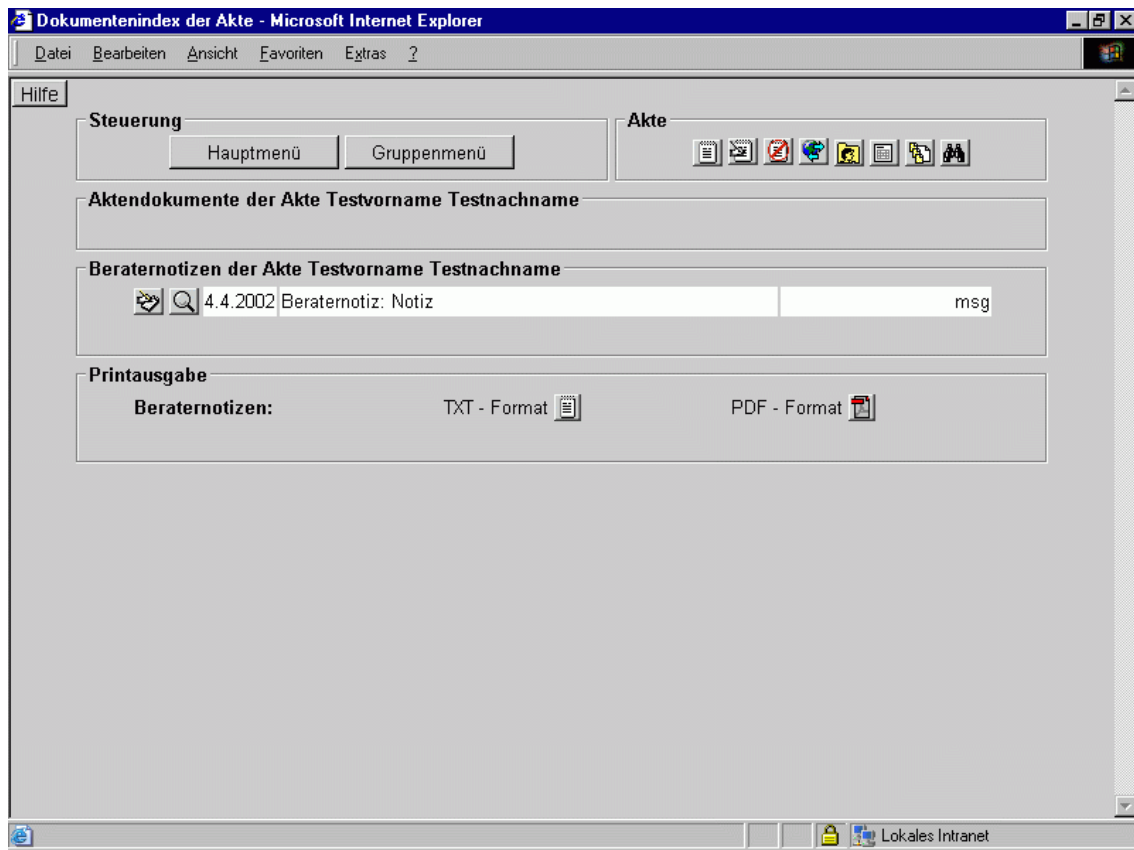 Dokumentenindex der Akte - Microsoft Internet Explorer
Datei Bearbeiten Ansicht Favoriten Extras ?
Hilfe
Steuerung
Akte
Hauptmenü Gruppenmenü
Aktendokumente der Akte Testvorname Testnachname
Beraternotizen der Akte Testvorname Testnachname
4.4.2002 Beraternotiz: Notiz msg
Printausgabe
Beraternotizen: TXT - Format PDF - Format
Lokales Intranet